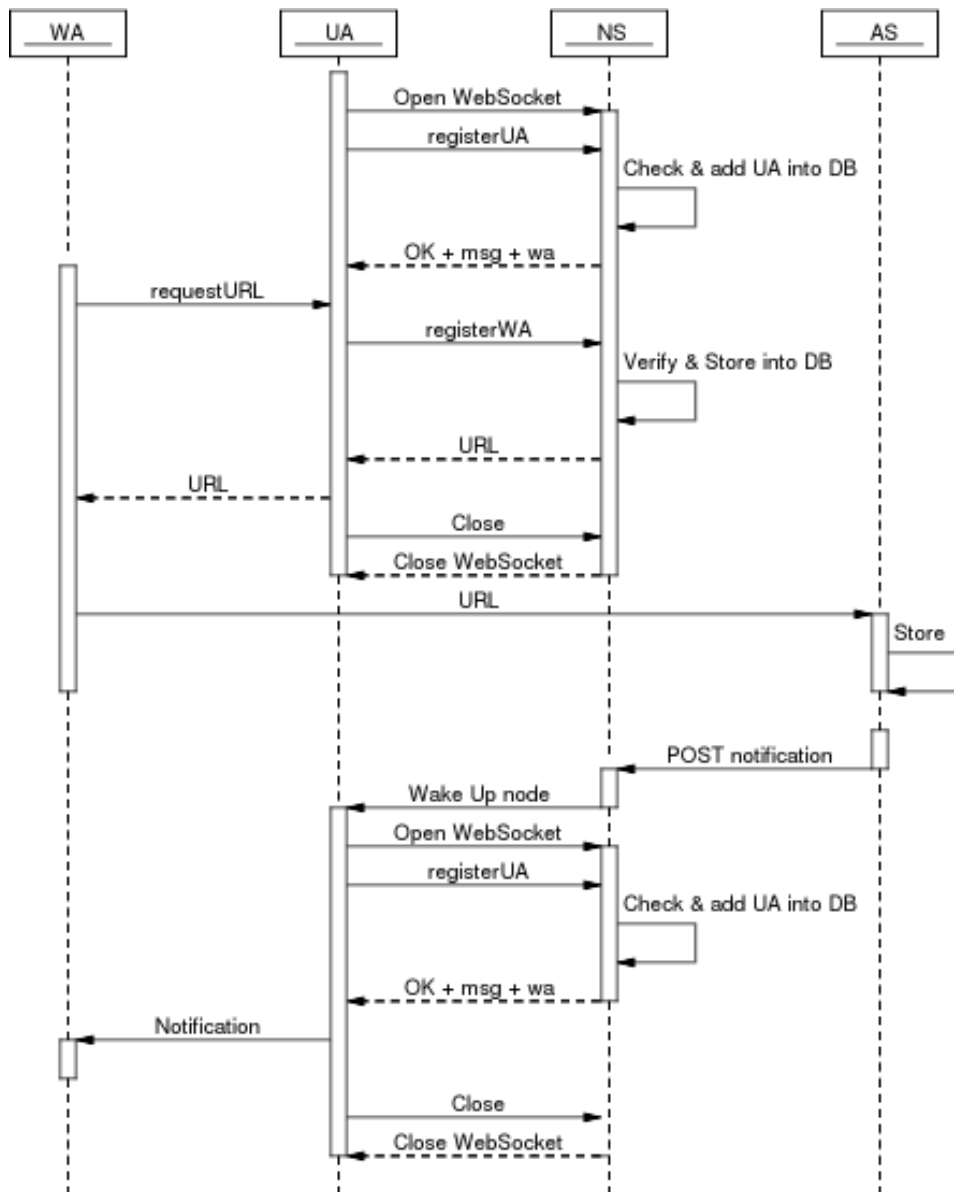 WA
UA
NS
AS
Open WebSocket
registerUA
Check & add UA into DB
OK + msg + wa
requestURL
registerWA
Verify & Store into DB
URL
URL
Close
Close WebSocket
URL
Store
POST notification
Wake Up node
Open WebSocket
registerUA
Check & add UA into DB
OK + msg + wa
Notification
Close
Close WebSocket